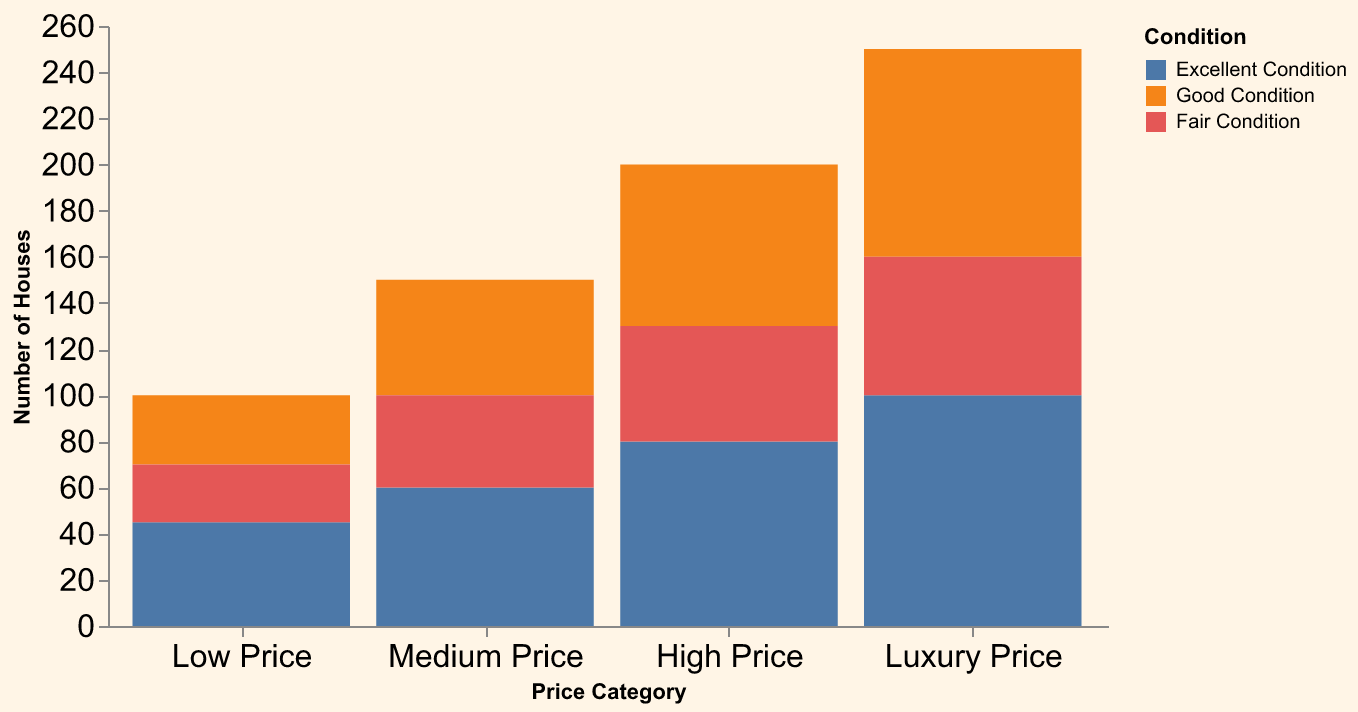 260
240
220
200
180
160
140
120
100
80
60
40
20
0
Number of Houses
Low Price
Medium Price
High Price
Luxury Price
Price Category
Condition
Excellent Condition
Good Condition
Fair Condition